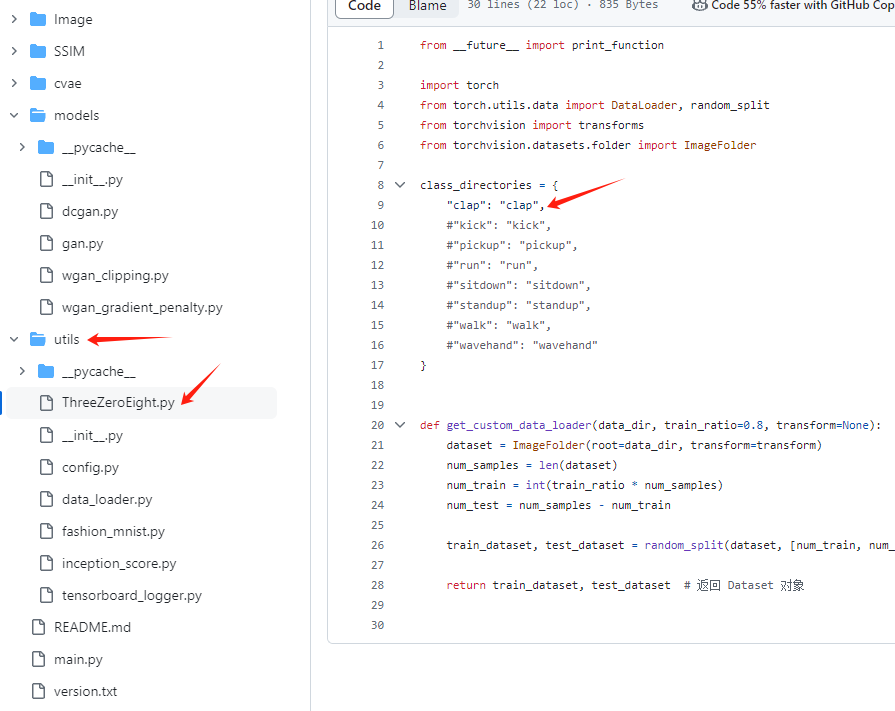 Image
SSIM
cvae
models
__pycache__
__init__.py
dcgan.py
gan.py
wgan_clipping.py
wgan_gradient_penalty.py
utils
__pycache__
ThreeZeroEight.py
__init__.py
config.py
data_loader.py
fashion_mnist.py
inception_score.py
tensorboard_logger.py
README.md
main.py
version.txt
Code Blame 30 lines (22 loc) · 835 Bytes Code 55% faster with GitHub Cop
1 from __future__ import print_function
2
3 import torch
4 from torch.utils.data import DataLoader, random_split
5 from torchvision import transforms
6 from torchvision.datasets.folder import ImageFolder
7
8 class_directories = {
9 "clap": "clap",
10 #"kick": "kick",
11 #"pickup": "pickup",
12 #"run": "run",
13 #"sitdown": "sitdown",
14 #"standup": "standup",
15 #"walk": "walk",
16 #"wavehand": "wavehand"
17 }
18
19
20 def get_custom_data_loader(data_dir, train_ratio=0.8, transform=None):
21 dataset = ImageFolder(root=data_dir, transform=transform)
22 num_samples = len(dataset)
23 num_train = int(train_ratio * num_samples)
24 num_test = num_samples - num_train
25
26 train_dataset, test_dataset = random_split(dataset, [num_train, num_
27
28 return train_dataset, test_dataset # 返回 Dataset 对象
29
30